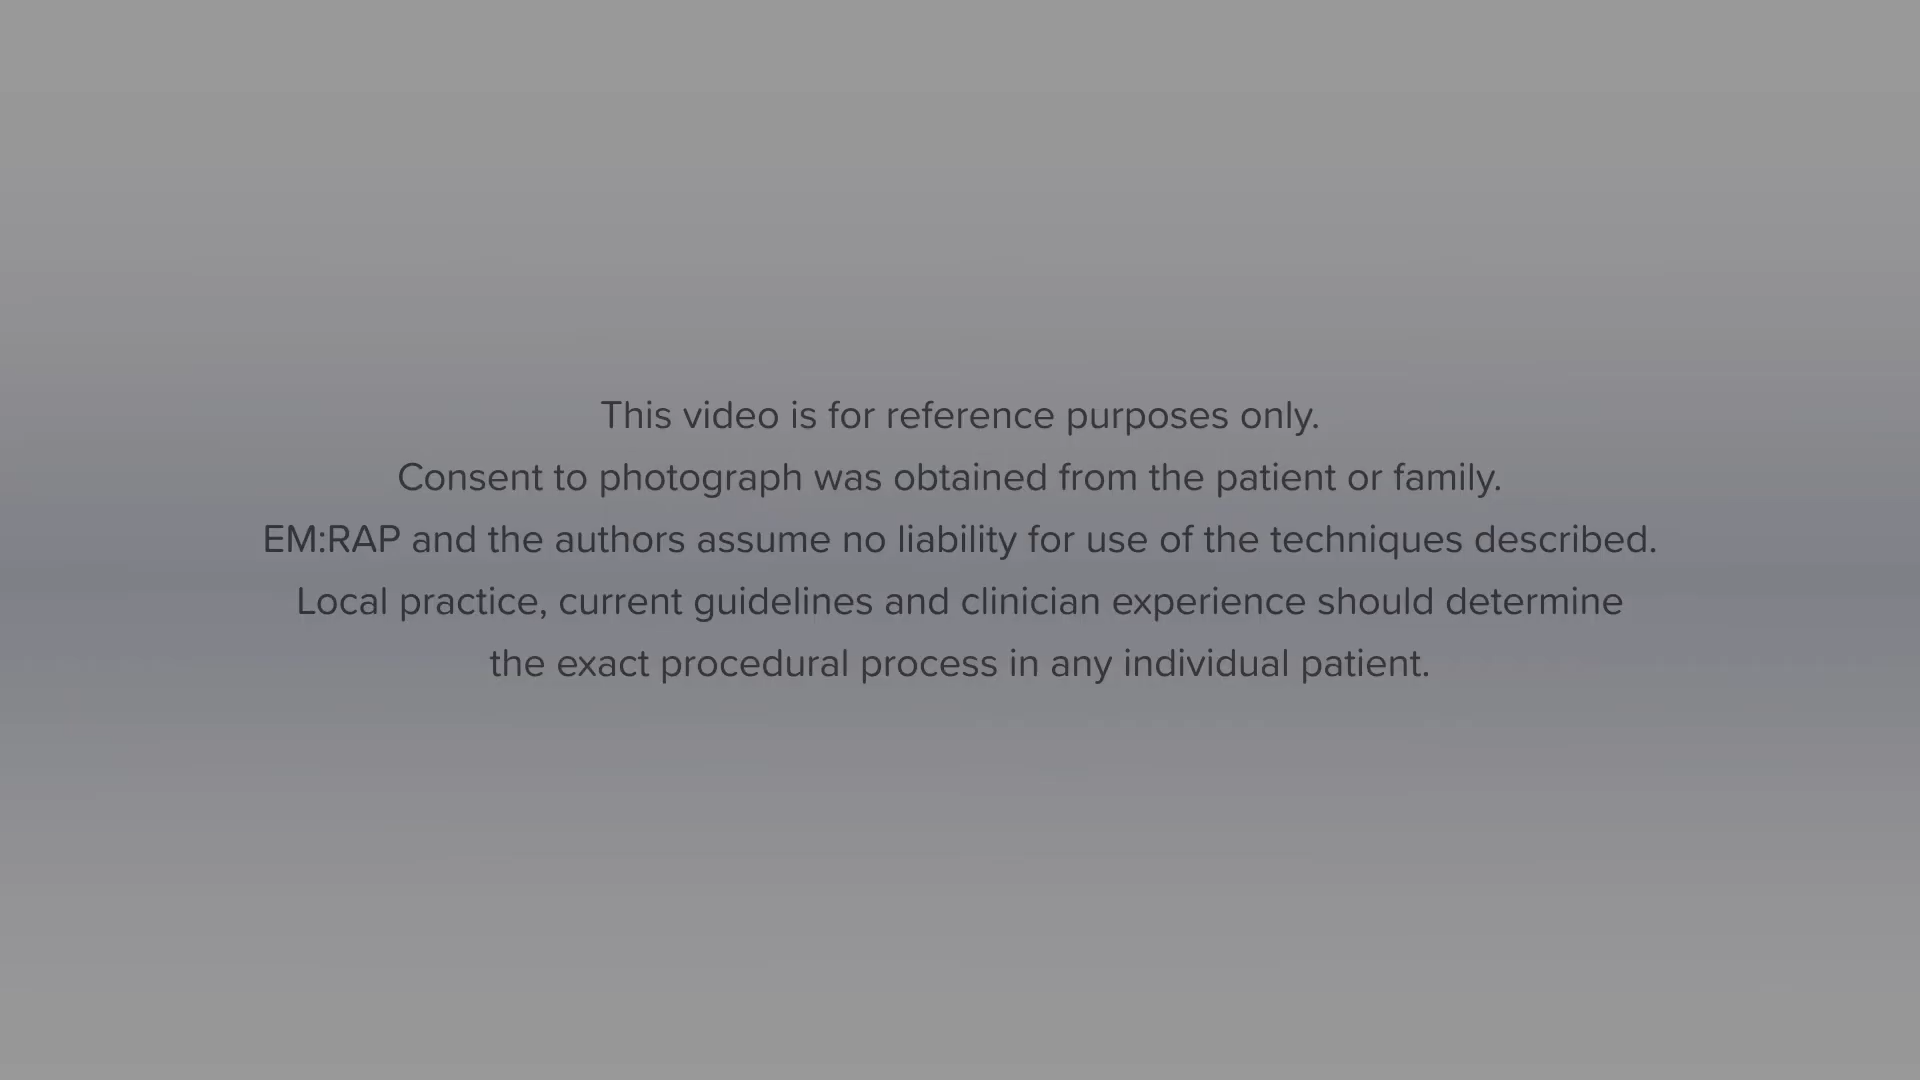 This video is for reference purposes only.
Consent to photograph was obtained from the patient or family.
EM:RAP and the authors assume no liability for use of the techniques described.
Local practice, current guidelines and clinician experience should determine
the exact procedural process in any individual patient.